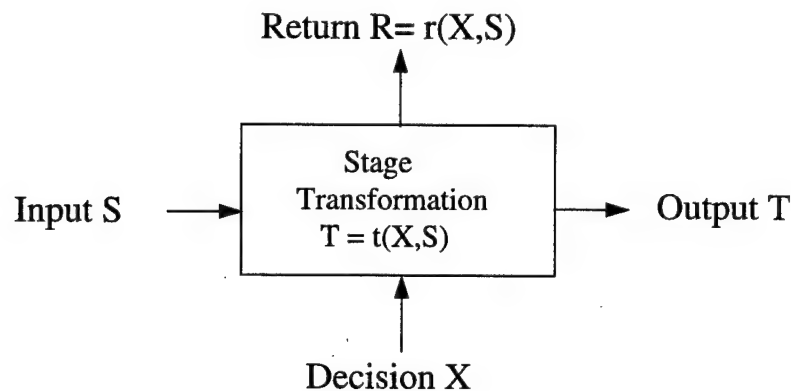 Return R= r(X,S)
Stage
Transformation
T = t(X,S)
Input S
Output T
Decision X